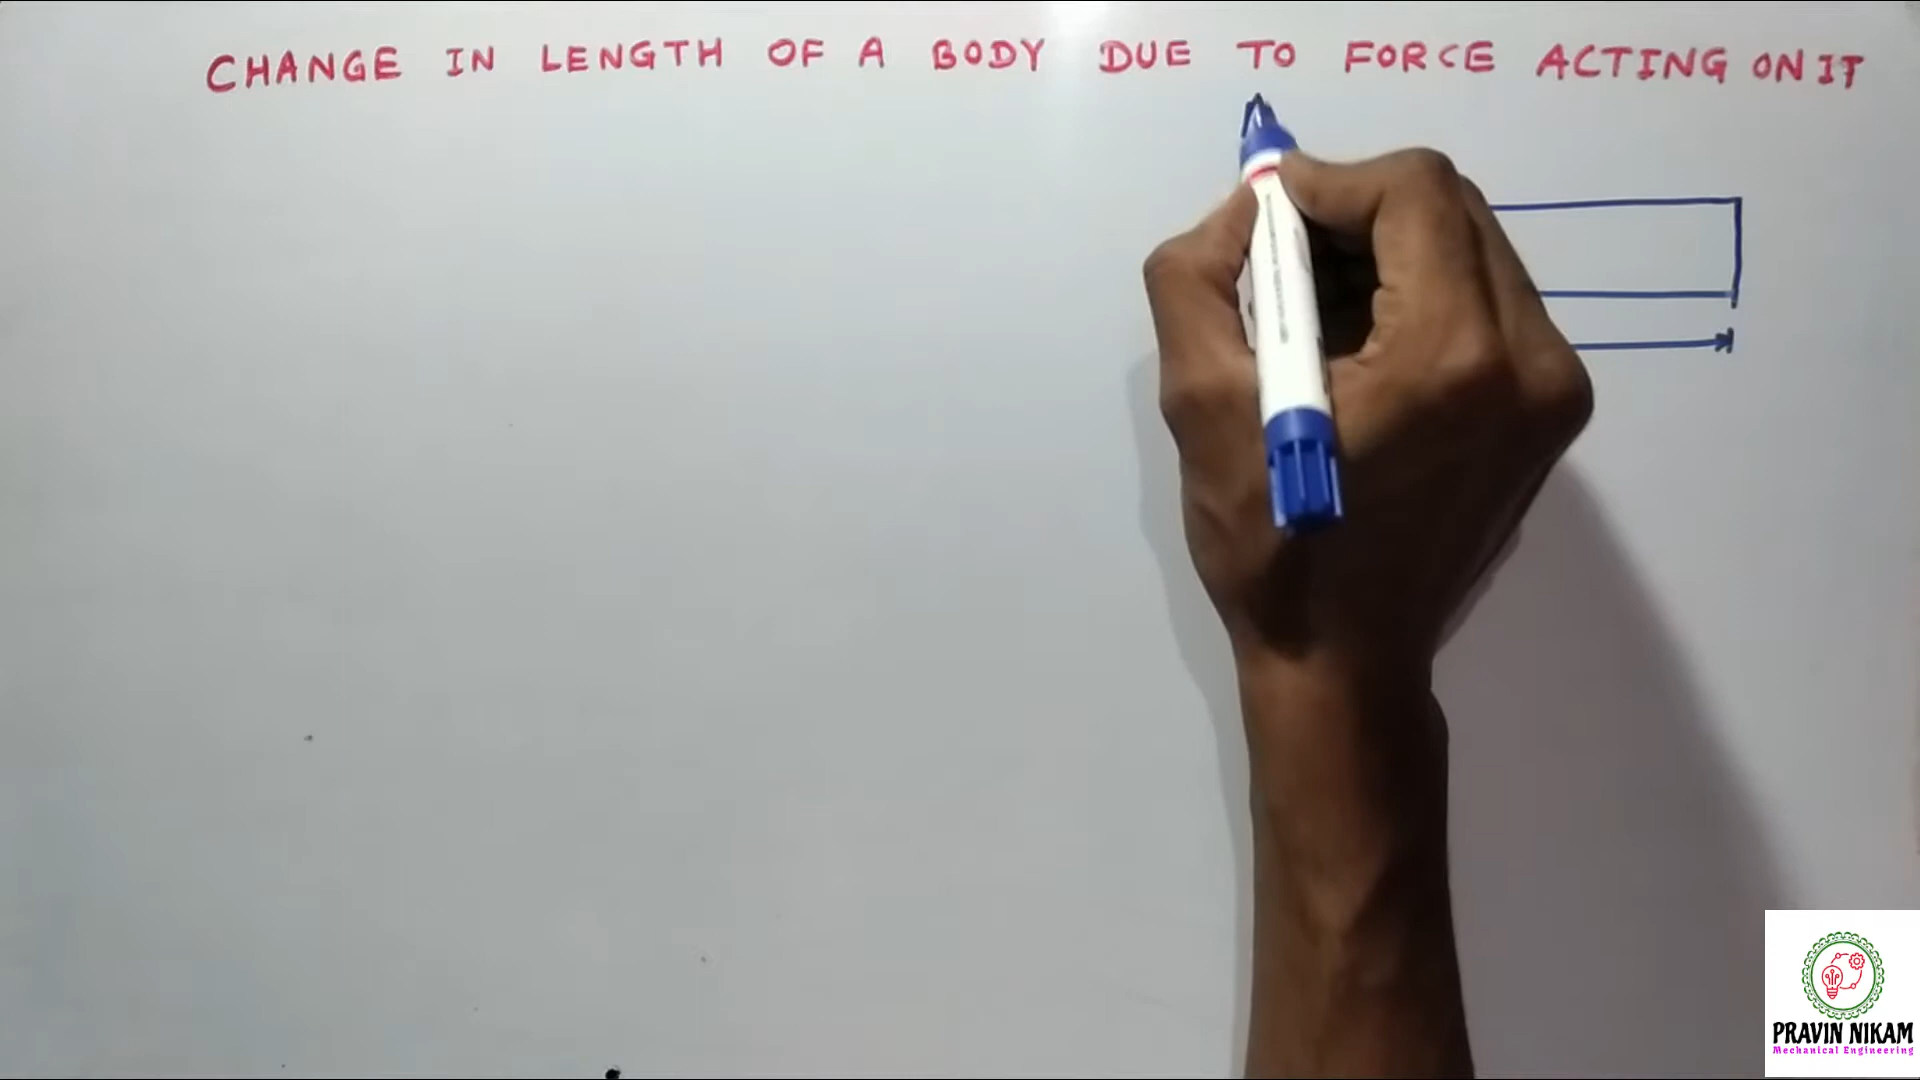 CHANGE IN LENGTH OF A BODY DUE TO FORCE ACTING ON IT
PRAVIN NIKAM
Mechanical Engineering